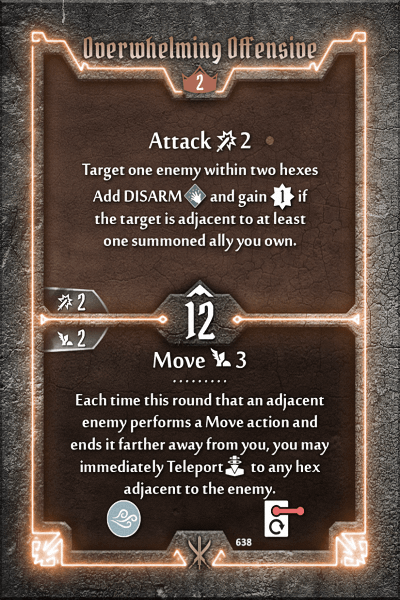 Overwhelming Offensive
2
Attack 2
Target one enemy within two hexes
Add DISARM and gain 1 if
the target is adjacent to at least
one summoned ally you own.
2
12
2
Move 3
Each time this round that an adjacent
enemy performs a Move action and
ends it farther away from you, you may
immediately Teleport to any hex
adjacent to the enemy.
638